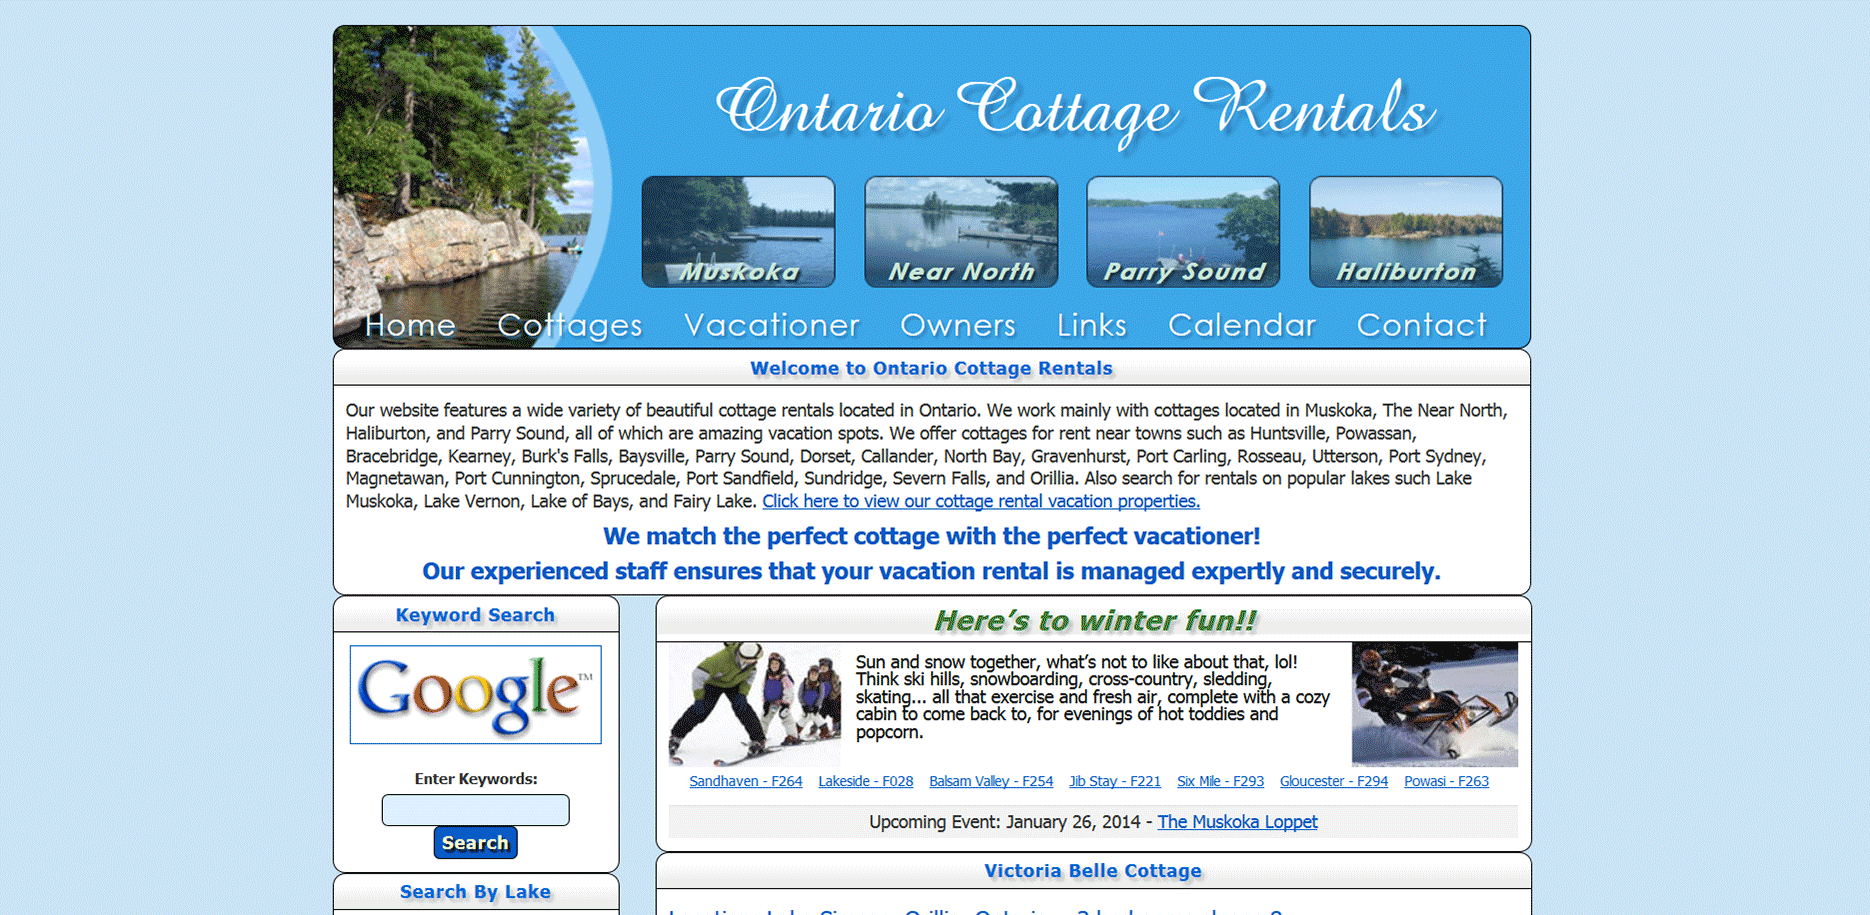 Ontario Cottage Rentals
Muskoka
Near North
Parry Sound
Haliburton
Home Cottages Vacationer Owners Links Calendar Contact
Welcome to Ontario Cottage Rentals
Our website features a wide variety of beautiful cottage rentals located in Ontario. We work mainly with cottages located in Muskoka, The Near North,
Haliburton, and Parry Sound, all of which are amazing vacation spots. We offer cottages for rent near towns such as Huntsville, Powassan,
Bracebridge, Kearney, Burk's Falls, Baysville, Parry Sound, Dorset, Callander, North Bay, Gravenhurst, Port Carling, Rosseau, Utterson, Port Sydney,
Magnetawan, Port Cunnington, Sprucedale, Port Sandfield, Sundridge, Severn Falls, and Orillia. Also search for rentals on popular lakes such Lake
Muskoka, Lake Vernon, Lake of Bays, and Fairy Lake. Click here to view our cottage rental vacation properties.
We match the perfect cottage with the perfect vacationer!
Our experienced staff ensures that your vacation rental is managed expertly and securely.
Keyword Search
Google™
Enter Keywords:
Search
Search By Lake
Here’s to winter fun!!
Sun and snow together, what’s not to like about that, lol!
Think ski hills, snowboarding, cross-country, sledding,
skating... all that exercise and fresh air, complete with a cozy
cabin to come back to, for evenings of hot toddies and
popcorn.
Sandhaven - F264 Lakeside - F028 Balsam Valley - F254 Jib Stay - F221 Six Mile - F293 Gloucester - F294 Powasi - F263
Upcoming Event: January 26, 2014 - The Muskoka Loppet
Victoria Belle Cottage